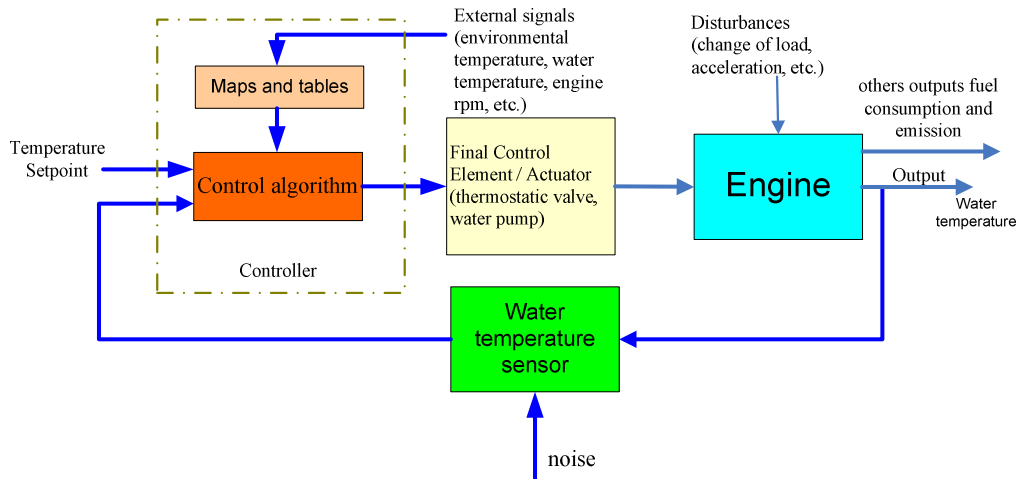 External signals
(environmental
temperature, water
temperature, engine
rpm, etc.)
Disturbances
(change of load,
acceleration, etc.)
others outputs fuel
consumption and
emission
Maps and tables
Temperature
Setpoint
Control algorithm
Final Control
Element / Actuator
(thermostatic valve,
water pump)
Engine
Output
Water
temperature
Controller
Water
temperature
sensor
noise